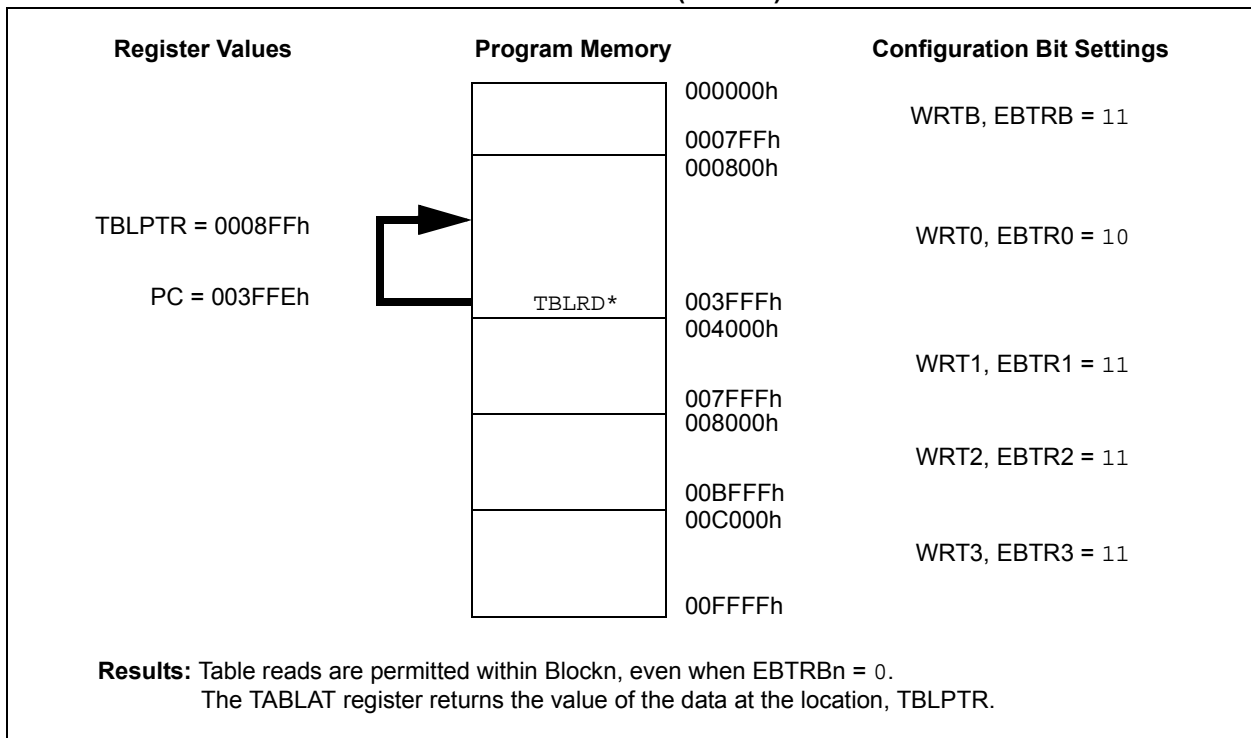 Register Values Program Memory Configuration Bit Settings
000000h
WRTB, EBTRB = 11
0007FFh
000800h
TBLPTR = 0008FFh
WRT0, EBTR0 = 10
PC = 003FFEh
TBLRD* 003FFFh
004000h
WRT1, EBTR1 = 11
007FFFh
008000h
WRT2, EBTR2 = 11
00BFFFh
00C000h
WRT3, EBTR3 = 11
00FFFFh
Results: Table reads are permitted within Blockn, even when EBTRBn = 0.
The TABLAT register returns the value of the data at the location, TBLPTR.